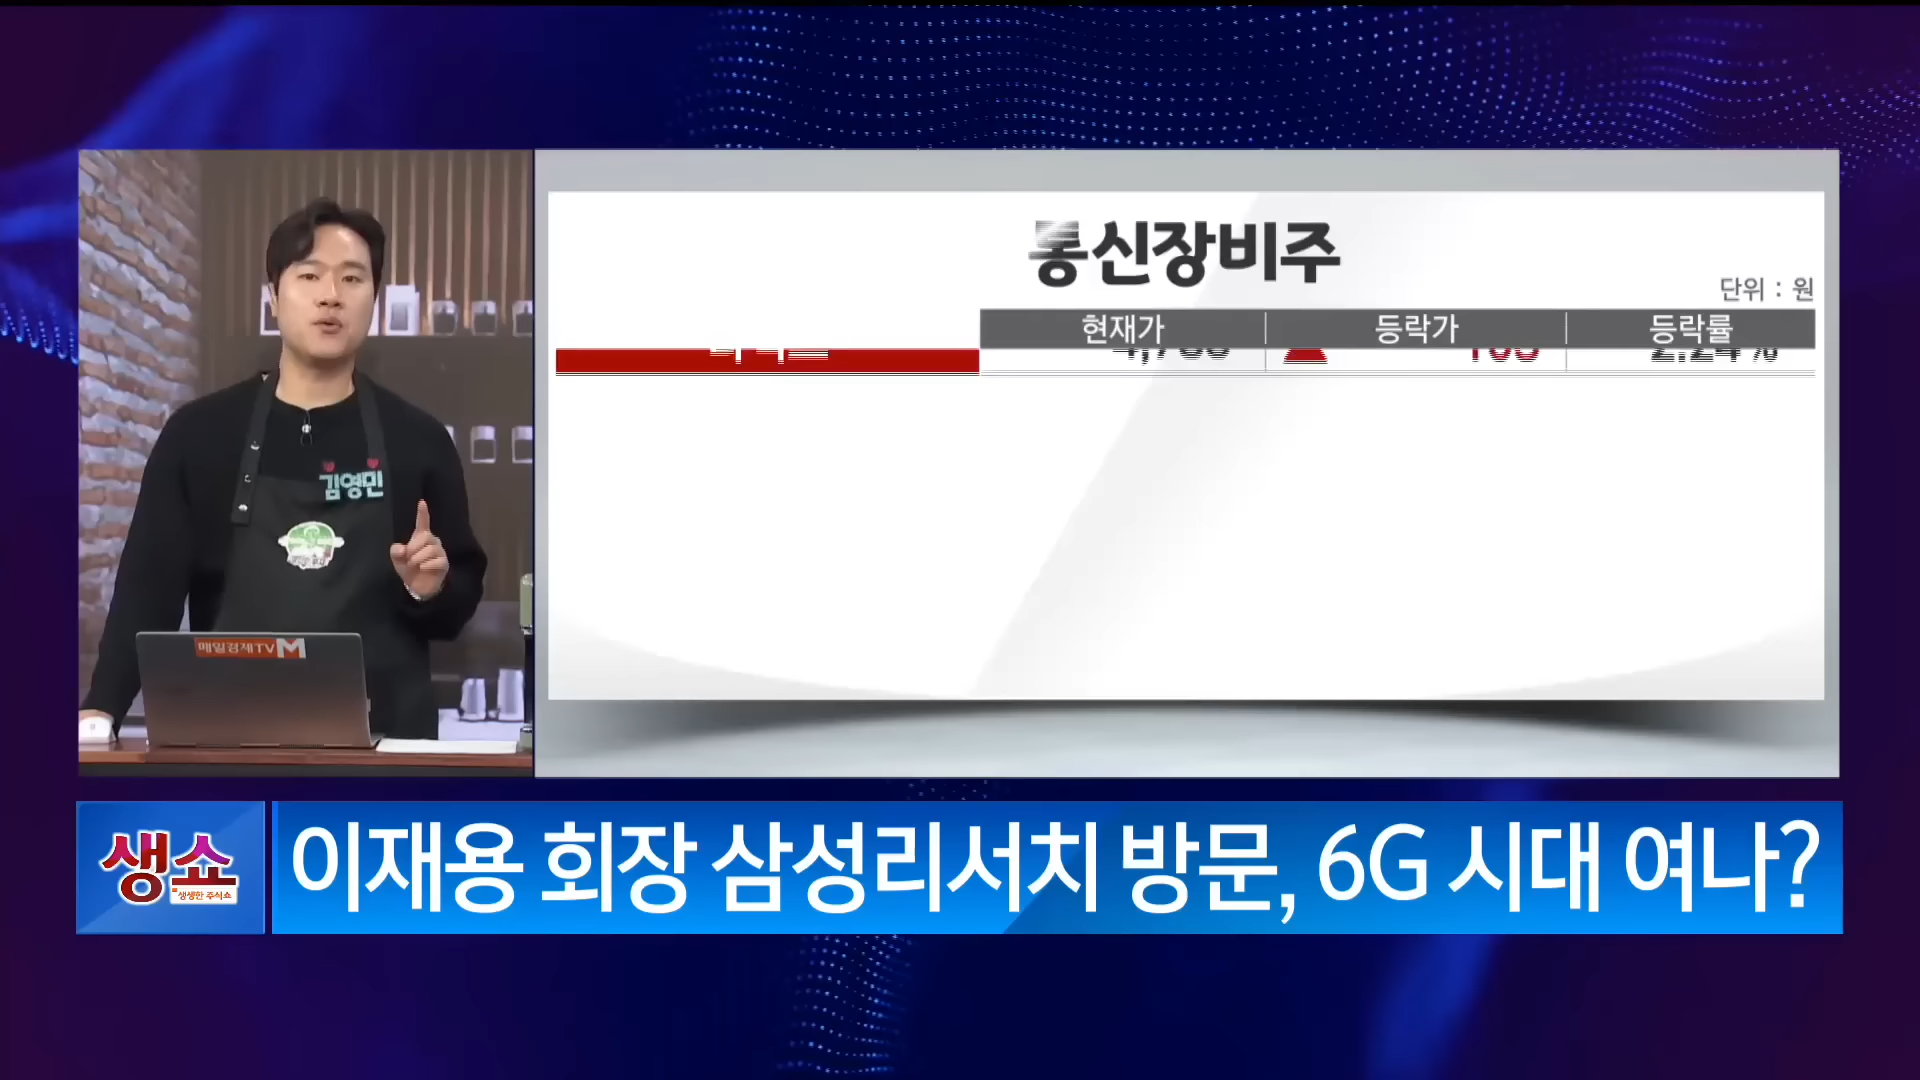 통신장비주
단위 : 원
현재가 등락가 등락률
김영민
매일경제TV M
생쇼
생생한 주식쇼
이재용 회장 삼성리서치 방문, 6G 시대 여나?